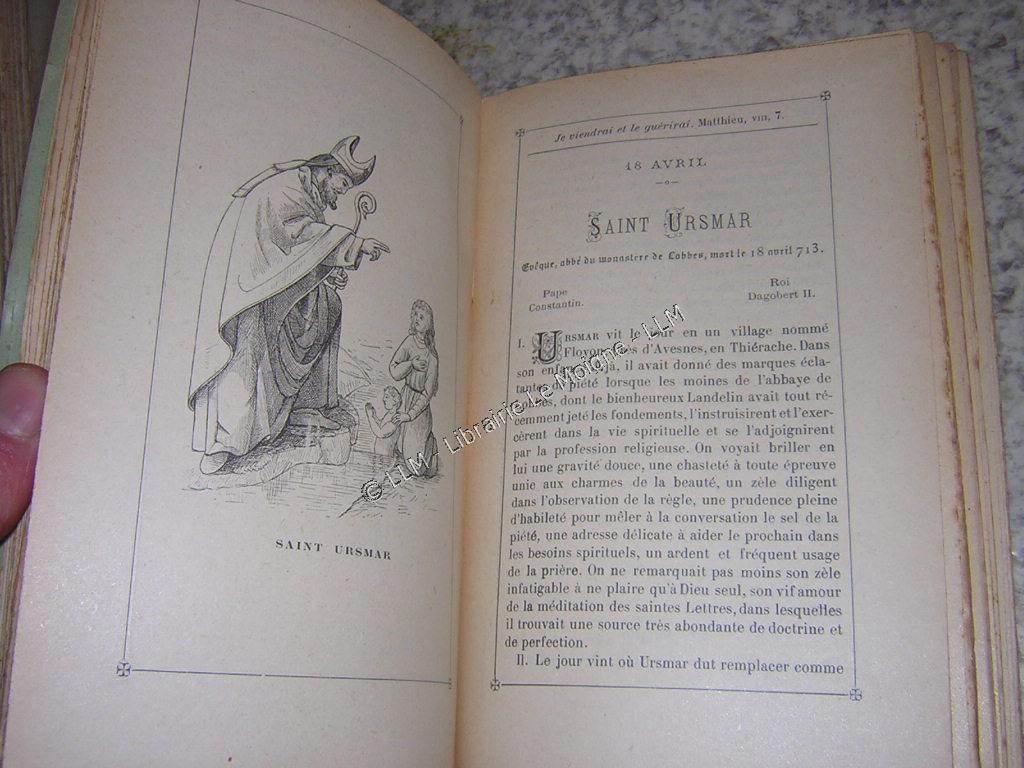 SAINT URSMAR
Je viendrai et le guérirai. Matthieu, VIII, 7.
18 AVRIL
SAINT URSMAR
Evêque, abbé du monastère de Lobbes, mort le 18 avril 713.
Pape
Constantin.
Roi
Dagobert II.
I. URSMAR vit le jour en un village nommé
Floyon, près d'Avesnes, en Thiérache. Dans
son enfance déjà, il avait donné des marques écla-
tantes de piété lorsque les moines de l'abbaye de
Lobbes, dont le bienheureux Landelin avait tout ré-
cemment jeté les fondements, l'instruisirent et l'exer-
cèrent dans la vie spirituelle et se l'adjoignirent
par la profession religieuse. On voyait briller en
lui une gravité douce, une chasteté à toute épreuve
unie aux charmes de la beauté, un zèle diligent
dans l'observation de la règle, une prudence pleine
d'habileté pour mêler à la conversation le sel de la
piété, une adresse délicate à aider le prochain dans
les besoins spirituels, un ardent et fréquent usage
de la prière. On ne remarquait pas moins son zèle
infatigable à ne plaire qu'à Dieu seul, son vif amour
de la méditation des saintes Lettres, dans lesquelles
il trouvait une source très abondante de doctrine et
de perfection.
II. Le jour vint où Ursmar dut remplacer comme
© LLM - Librairie Le Moigne - LLM